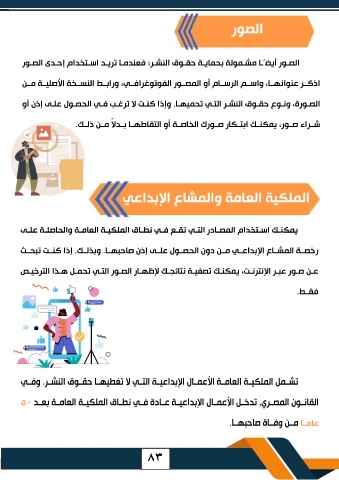 الصور
الصور أيضًا مشمولة بحماية حقوق النشر؛ فعندما تريد استخدام إحدى الصور
اذكر عنوانها، واسم الرسام أو المصور الفوتوغرافي، ورابط النسخة الأصلية من
الصورة، ونوع حقوق النشر التي تحميها. وإذا كنت لا ترغب في الحصول على إذن أو
شراء صور، يمكنك ابتكار صورك الخاصة أو التقاطها بدلاً من ذلك.
الملكية العامة والمشاع الإبداعي
يمكنك استخدام المصادر التي تقع في نطاق الملكية العامة والحاصلة على
رخصة المشاع الإبداعي من دون الحصول على إذن صاحبها. وبذلك، إذا كنت تبحث
عن صور عبر الإنترنت، يمكنك تصفية نتائجك لإظهار الصور التي تحمل هذا الترخيص
فقط.
تشمل الملكية العامة الأعمال الإبداعية التي لا تغطيها حقوق النشر. وفي
القانون المصري، تدخل الأعمال الإبداعية عادة في نطاق الملكية العامة بعد ٥٠
عاما من وفاة صاحبها.
٨٣